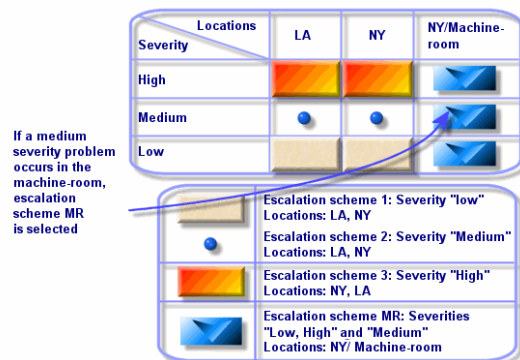 Locations
Severity
LA
NY
NY/Machine-
room
High
Medium
Low
If a medium
severity problem
occurs in the
machine-room,
escalation
scheme MR
is selected
Escalation scheme 1: Severity "low"
Locations: LA, NY
Escalation scheme 2: Severity "Medium"
Locations: LA, NY
Escalation scheme 3: Severity "High"
Locations: NY, LA
Escalation scheme MR: Severities
"Low, High" and "Medium"
Locations: NY/ Machine-room